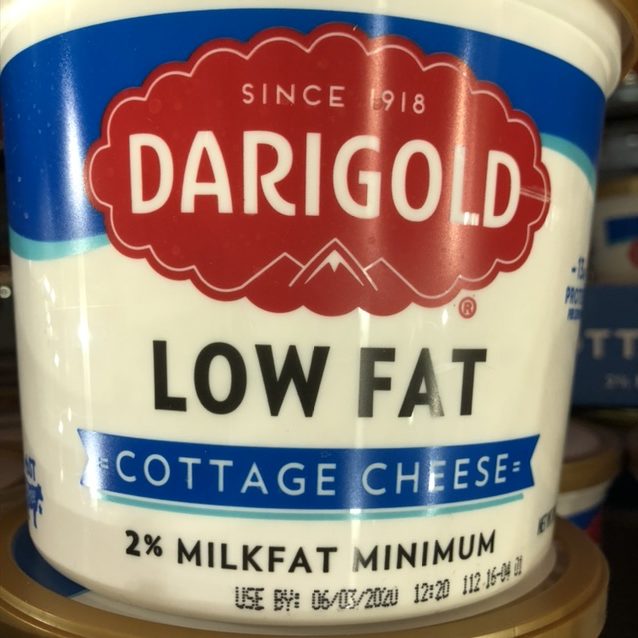 SINCE 1918
DARIGOLD
®
LOW FAT
COTTAGE CHEESE
2% MILKFAT MINIMUM
USE BY: 06/03/2020 12:20 112 16-04 01